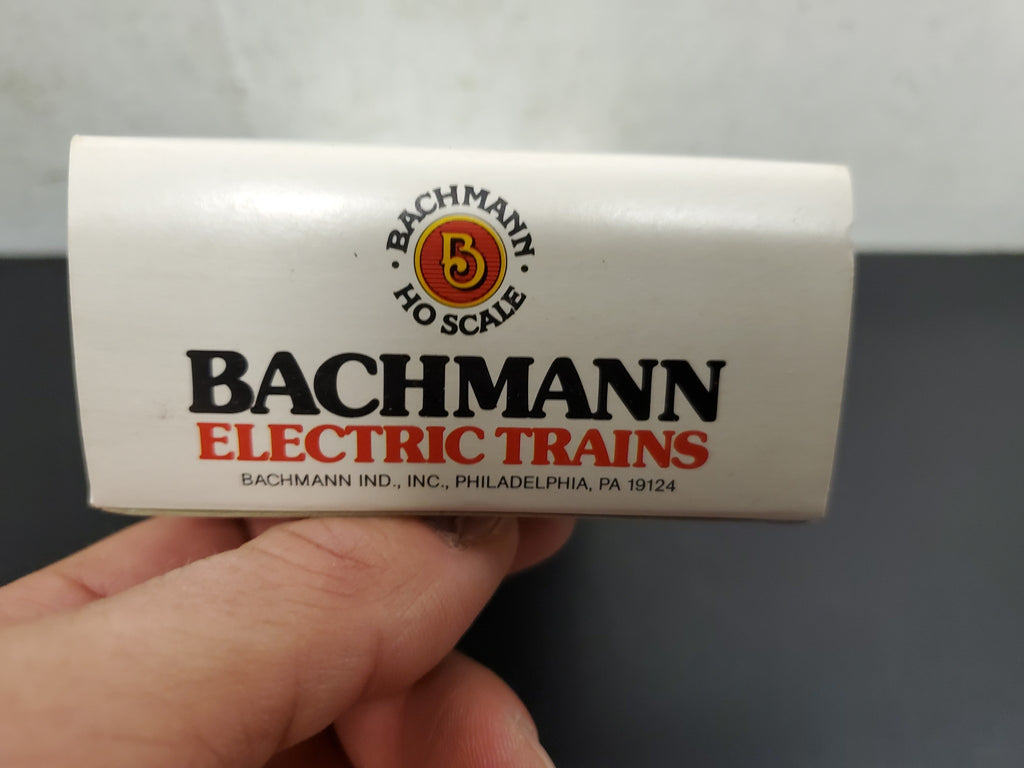 · BACHMANN ·
B
HO SCALE
BACHMANN
ELECTRIC TRAINS
BACHMANN IND., INC., PHILADELPHIA, PA 19124